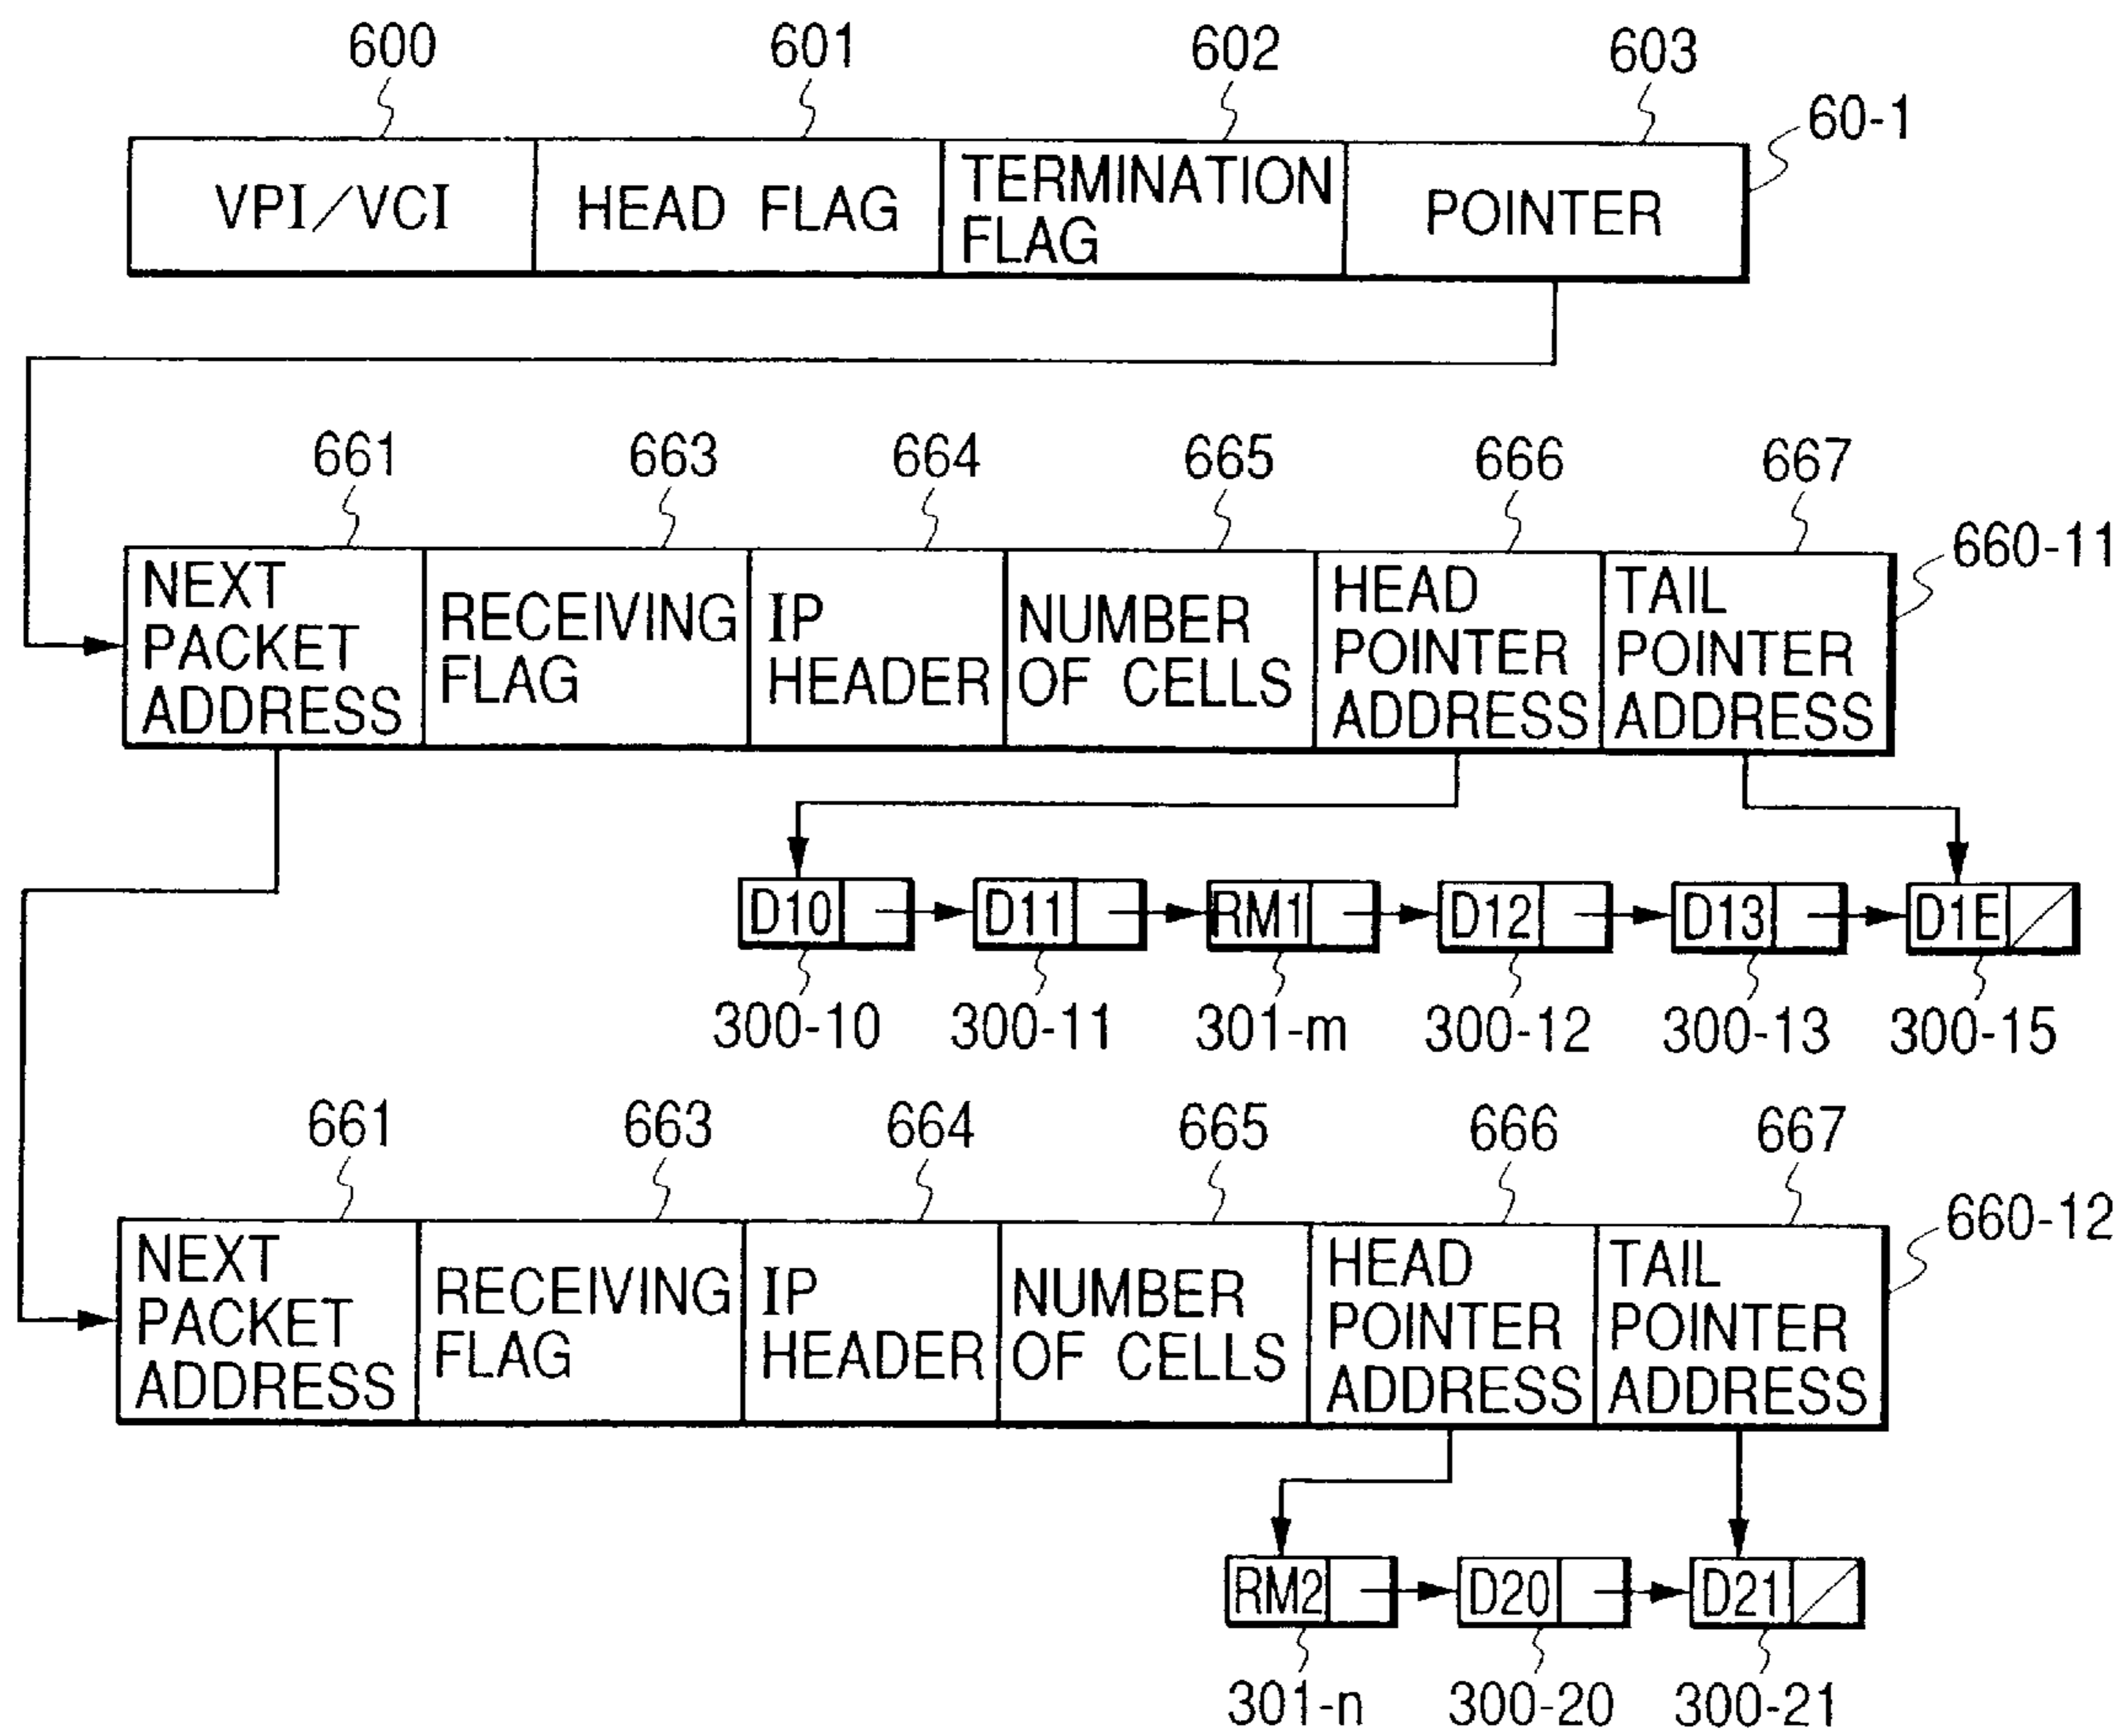 600 601 602 603
60-1
VPI/VCI HEAD FLAG TERMINATION FLAG POINTER
661 663 664 665 666 667
660-11
NEXT PACKET ADDRESS RECEIVING FLAG IP HEADER NUMBER OF CELLS HEAD POINTER ADDRESS TAIL POINTER ADDRESS
D10 D11 RM1 D12 D13 D1E
300-10 300-11 301-m 300-12 300-13 300-15
661 663 664 665 666 667
660-12
NEXT PACKET ADDRESS RECEIVING FLAG IP HEADER NUMBER OF CELLS HEAD POINTER ADDRESS TAIL POINTER ADDRESS
RM2 D20 D21
301-n 300-20 300-21